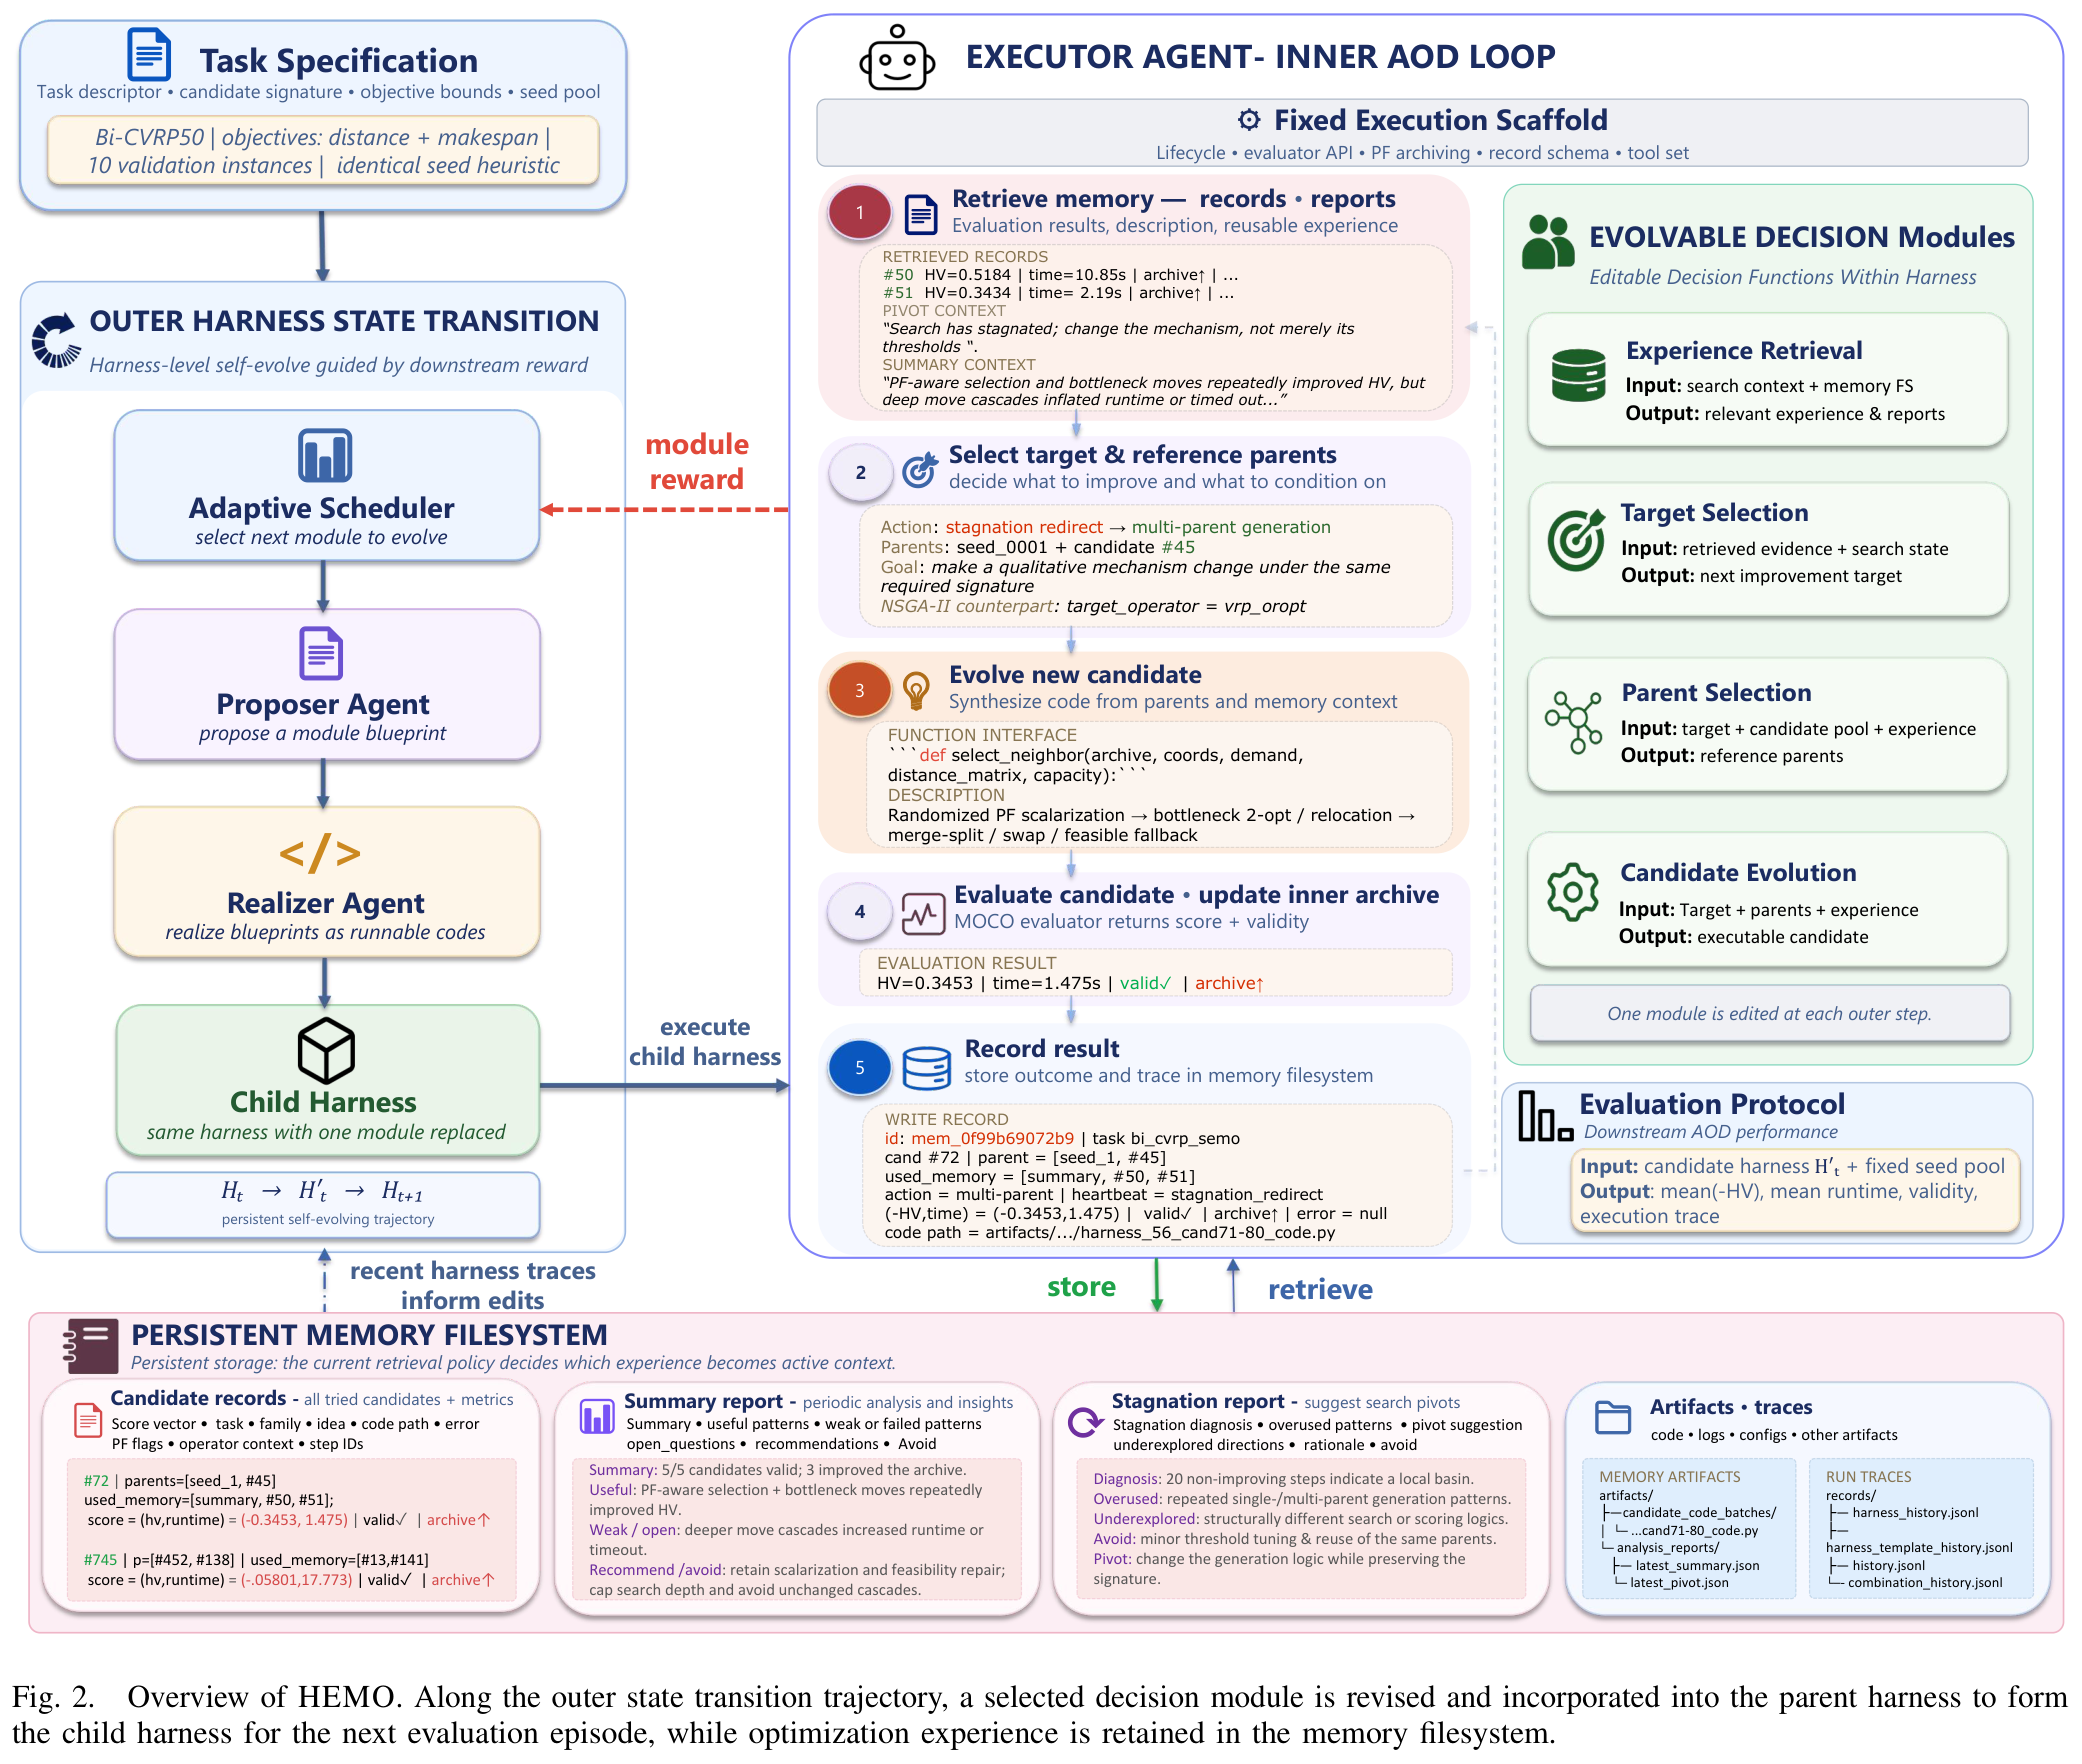 Task Specification
Task descriptor • candidate signature • objective bounds • seed pool
Bi-CVRP50 | objectives: distance + makespan |
10 validation instances | identical seed heuristic
OUTER HARNESS STATE TRANSITION
Harness-level self-evolve guided by downstream reward
Adaptive Scheduler
select next module to evolve
Proposer Agent
propose a module blueprint
</>
Realizer Agent
realize blueprints as runnable codes
Child Harness
same harness with one module replaced
Hₜ → H′ₜ → Hₜ₊₁
persistent self-evolving trajectory
module
reward
execute
child harness
recent harness traces
inform edits
EXECUTOR AGENT- INNER AOD LOOP
Fixed Execution Scaffold
Lifecycle • evaluator API • PF archiving • record schema • tool set
1
Retrieve memory — records • reports
Evaluation results, description, reusable experience
RETRIEVED RECORDS
#50 HV=0.5184 | time=10.85s | archive↑ | ...
#51 HV=0.3434 | time= 2.19s | archive↑ | ...
PIVOT CONTEXT
“Search has stagnated; change the mechanism, not merely its
thresholds “.
SUMMARY CONTEXT
“PF-aware selection and bottleneck moves repeatedly improved HV, but
deep move cascades inflated runtime or timed out...”
2
Select target & reference parents
decide what to improve and what to condition on
Action: stagnation redirect → multi-parent generation
Parents: seed_0001 + candidate #45
Goal: make a qualitative mechanism change under the same
required signature
NSGA-II counterpart: target_operator = vrp_oropt
3
Evolve new candidate
Synthesize code from parents and memory context
FUNCTION INTERFACE
```def select_neighbor(archive, coords, demand,
distance_matrix, capacity):```
DESCRIPTION
Randomized PF scalarization → bottleneck 2-opt / relocation →
merge-split / swap / feasible fallback
4
Evaluate candidate • update inner archive
MOCO evaluator returns score + validity
EVALUATION RESULT
HV=0.3453 | time=1.475s | valid✓ | archive↑
5
Record result
store outcome and trace in memory filesystem
WRITE RECORD
id: mem_0f99b69072b9 | task bi_cvrp_semo
cand #72 | parent = [seed_1, #45]
used_memory = [summary, #50, #51]
action = multi-parent | heartbeat = stagnation_redirect
(-HV,time) = (-0.3453,1.475) | valid✓ | archive↑ | error = null
code path = artifacts/.../harness_56_cand71-80_code.py
EVOLVABLE DECISION Modules
Editable Decision Functions Within Harness
Experience Retrieval
Input: search context + memory FS
Output: relevant experience & reports
Target Selection
Input: retrieved evidence + search state
Output: next improvement target
Parent Selection
Input: target + candidate pool + experience
Output: reference parents
Candidate Evolution
Input: Target + parents + experience
Output: executable candidate
One module is edited at each outer step.
Evaluation Protocol
Downstream AOD performance
Input: candidate harness H′ₜ + fixed seed pool
Output: mean(-HV), mean runtime, validity,
execution trace
store
retrieve
PERSISTENT MEMORY FILESYSTEM
Persistent storage: the current retrieval policy decides which experience becomes active context.
Candidate records - all tried candidates + metrics
Score vector • task • family • idea • code path • error
PF flags • operator context • step IDs
#72 | parents=[seed_1, #45]
used_memory=[summary, #50, #51];
score = (hv,runtime) = (-0.3453, 1.475) | valid✓ | archive↑
#745 | p=[#452, #138] | used_memory=[#13,#141]
score = (hv,runtime) = (-.05801,17.773) | valid✓ | archive↑
Summary report - periodic analysis and insights
Summary • useful patterns • weak or failed patterns
open_questions • recommendations • Avoid
Summary: 5/5 candidates valid; 3 improved the archive.
Useful: PF-aware selection + bottleneck moves repeatedly
improved HV.
Weak / open: deeper move cascades increased runtime or
timeout.
Recommend /avoid: retain scalarization and feasibility repair;
cap search depth and avoid unchanged cascades.
Stagnation report - suggest search pivots
Stagnation diagnosis • overused patterns • pivot suggestion
underexplored directions • rationale • avoid
Diagnosis: 20 non-improving steps indicate a local basin.
Overused: repeated single-/multi-parent generation patterns.
Underexplored: structurally different search or scoring logics.
Avoid: minor threshold tuning & reuse of the same parents.
Pivot: change the generation logic while preserving the
signature.
Artifacts • traces
code • logs • configs • other artifacts
MEMORY ARTIFACTS
artifacts/
├─candidate_code_batches/
│ └─ ...cand71-80_code.py
└─ analysis_reports/
├─ latest_summary.json
└─ latest_pivot.json
RUN TRACES
records/
├─ harness_history.jsonl
├─
harness_template_history.jsonl
├─ history.jsonl
└─ combination_history.jsonl
Fig. 2. Overview of HEMO. Along the outer state transition trajectory, a selected decision module is revised and incorporated into the parent harness to form
the child harness for the next evaluation episode, while optimization experience is retained in the memory filesystem.